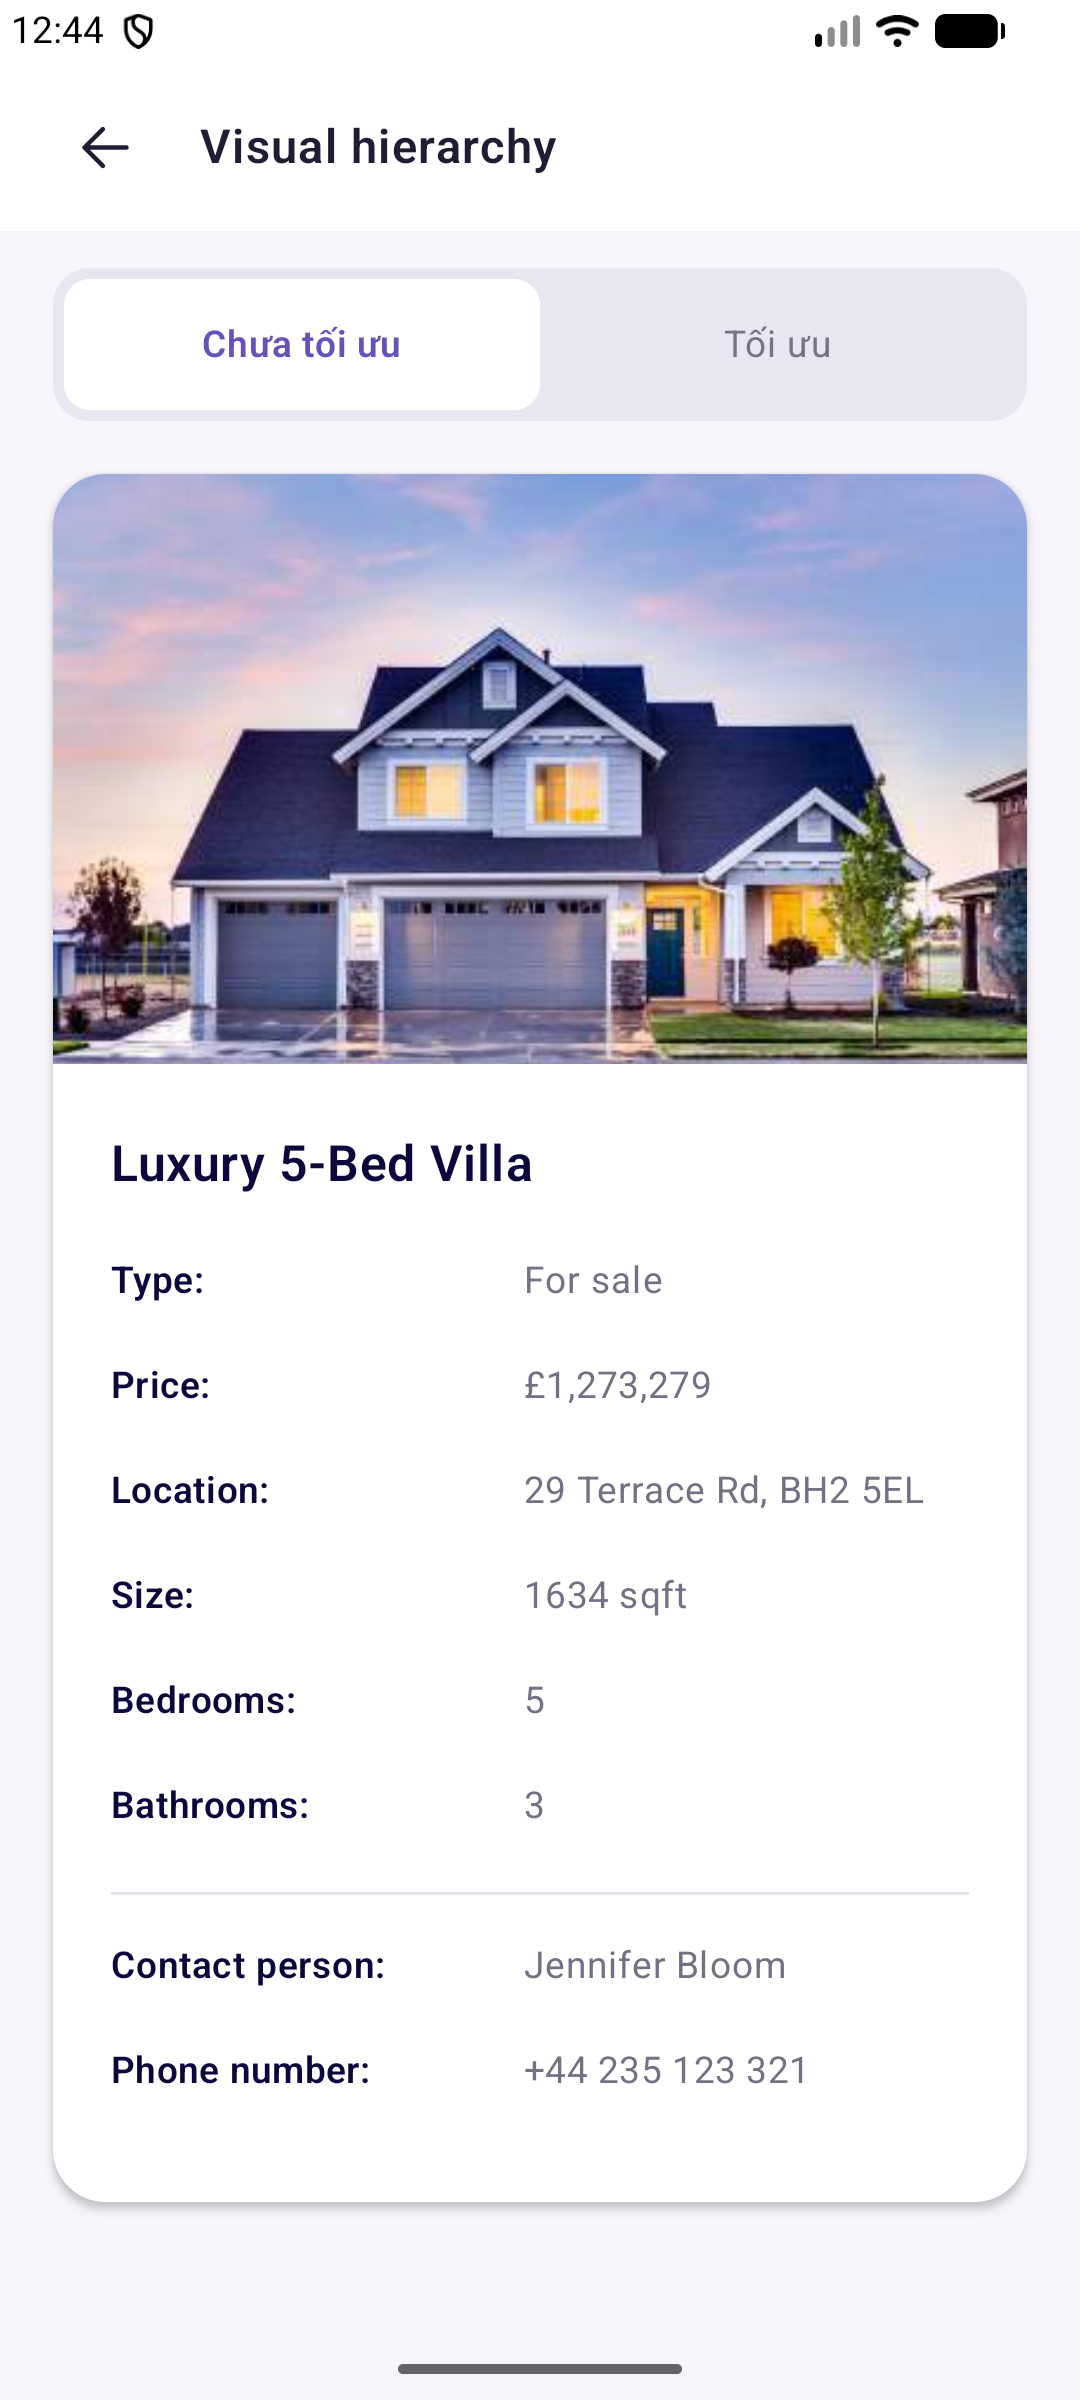 12:44
Visual hierarchy
Chưa tối ưu
Tối ưu
Luxury 5-Bed Villa
Type: For sale
Price: £1,273,279
Location: 29 Terrace Rd, BH2 5EL
Size: 1634 sqft
Bedrooms: 5
Bathrooms: 3
Contact person: Jennifer Bloom
Phone number: +44 235 123 321